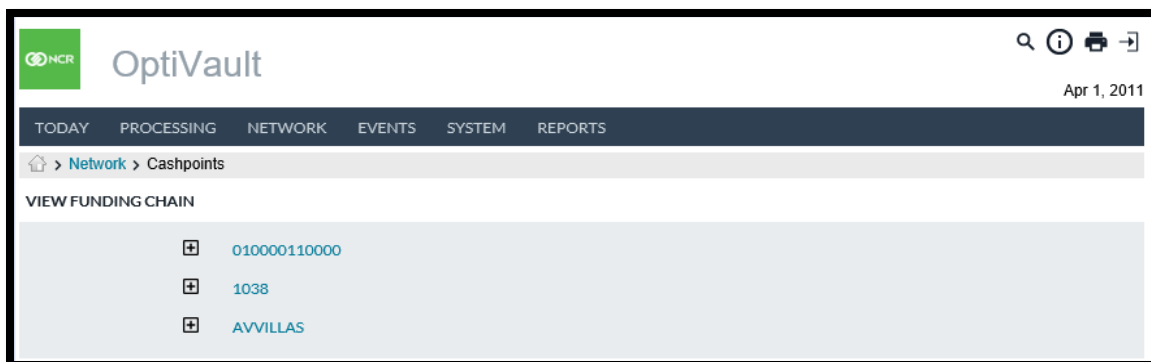 NCR
OptiVault
Apr 1, 2011
TODAY PROCESSING NETWORK EVENTS SYSTEM REPORTS
> Network > Cashpoints
VIEW FUNDING CHAIN
010000110000
1038
AVVILLAS